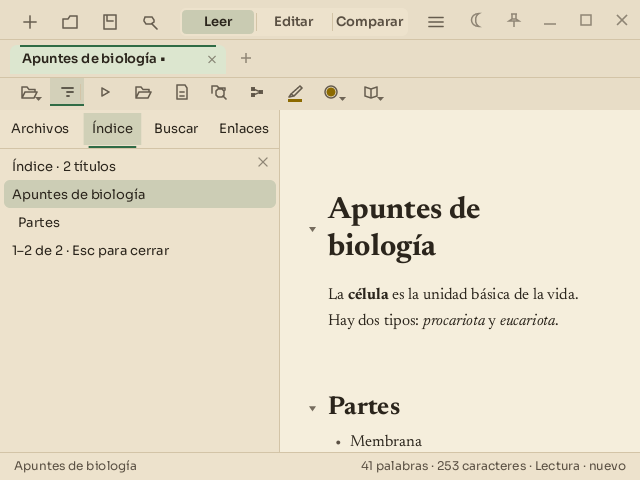 Leer
Editar
Comparar
Apuntes de biología •
Archivos
Índice
Buscar
Enlaces
Índice · 2 títulos
Apuntes de biología
Partes
1–2 de 2 · Esc para cerrar
Apuntes de
biología
La célula es la unidad básica de la vida.
Hay dos tipos: procariota y eucariota.
Partes
• Membrana
Apuntes de biología
41 palabras · 253 caracteres · Lectura · nuevo